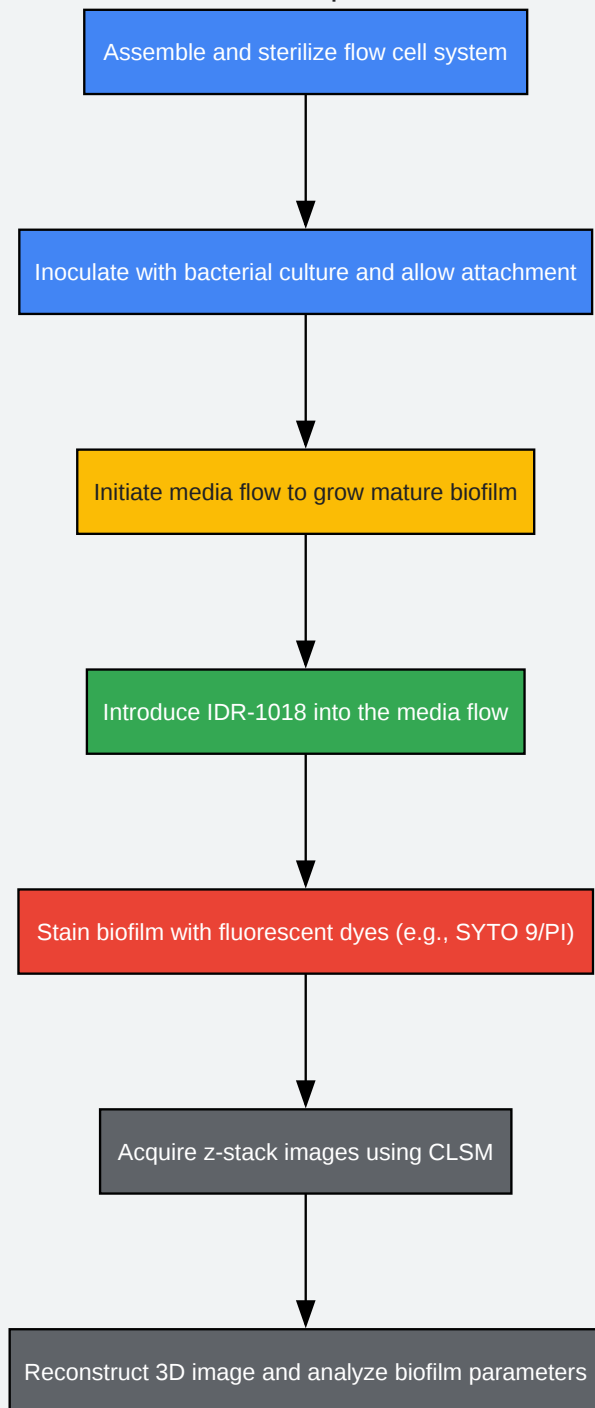 Assemble and sterilize flow cell system
Inoculate with bacterial culture and allow attachment
Initiate media flow to grow mature biofilm
Introduce IDR-1018 into the media flow
Stain biofilm with fluorescent dyes (e.g., SYTO 9/PI)
Acquire z-stack images using CLSM
Reconstruct 3D image and analyze biofilm parameters